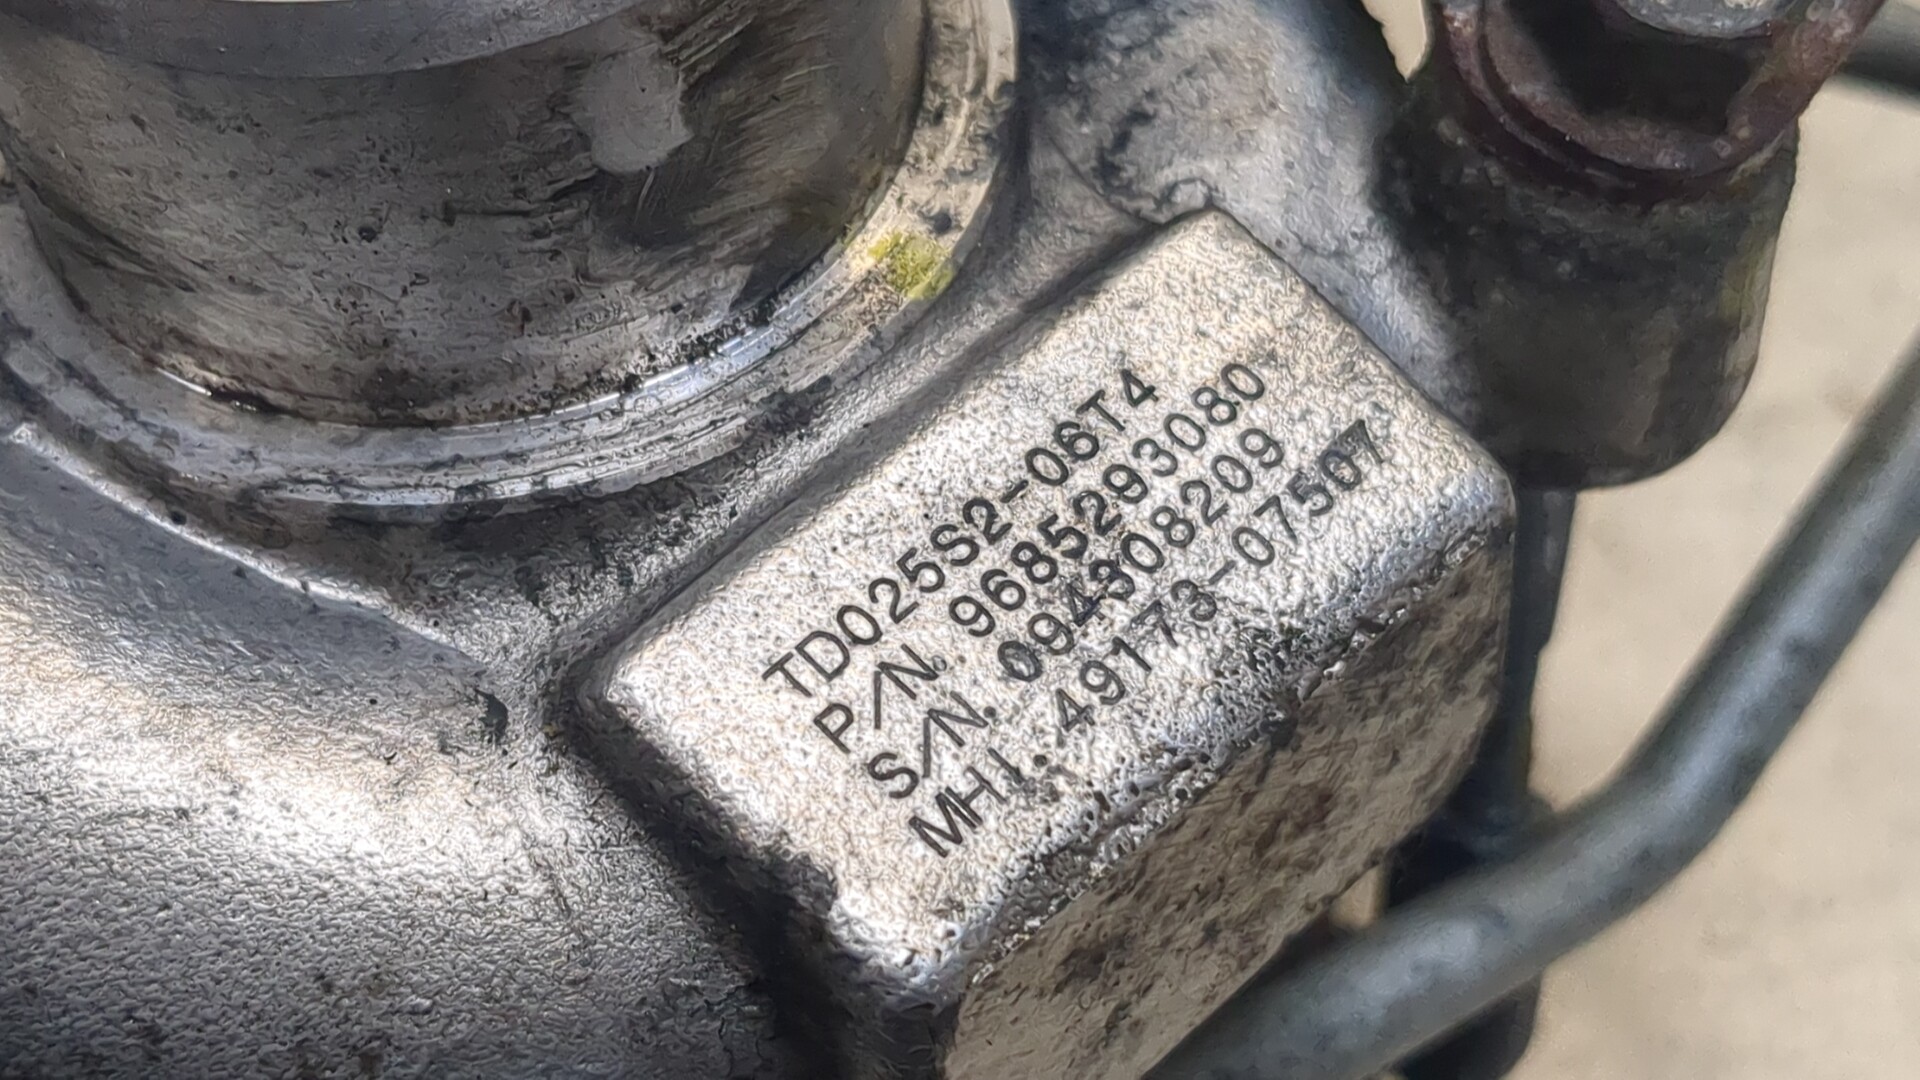 TD025S2-06T4
P/N. 9685293080
S/N. 094308209
MHI. 49173-07507